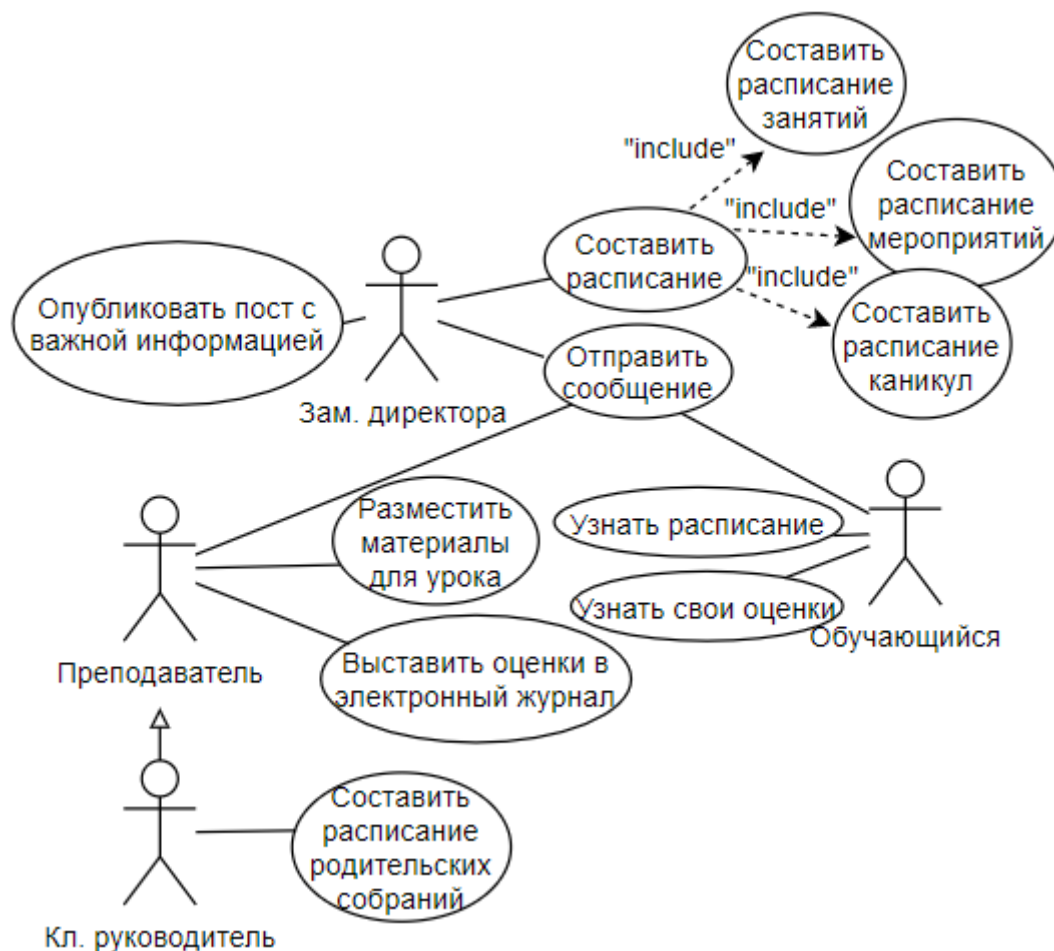 Составить
расписание
занятий
"include"
Составить
расписание
мероприятий
"include"
Составить
расписание
"include"
Составить
расписание
каникул
Опубликовать пост с
важной информацией
Зам. директора
Отправить
сообщение
Разместить
материалы
для урока
Узнать расписание
Узнать свои оценки
Обучающийся
Преподаватель
Выставить оценки в
электронный журнал
Составить
расписание
родительских
собраний
Кл. руководитель